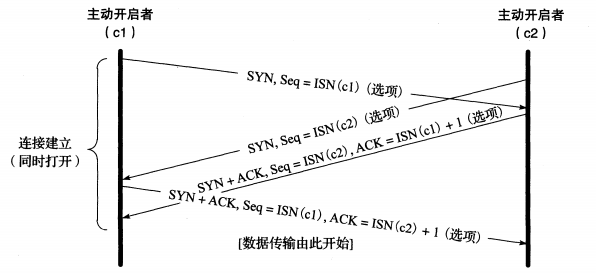 主动开启者
（c1）
主动开启者
（c2）
SYN, Seq = ISN(c1)（选项）
连接建立
（同时打开）
SYN, Seq = ISN(c2)（选项）
SYN + ACK, Seq = ISN(c2), ACK = ISN(c1) + 1（选项）
SYN + ACK, Seq = ISN(c1), ACK = ISN(c2) + 1（选项）
[数据传输由此开始]